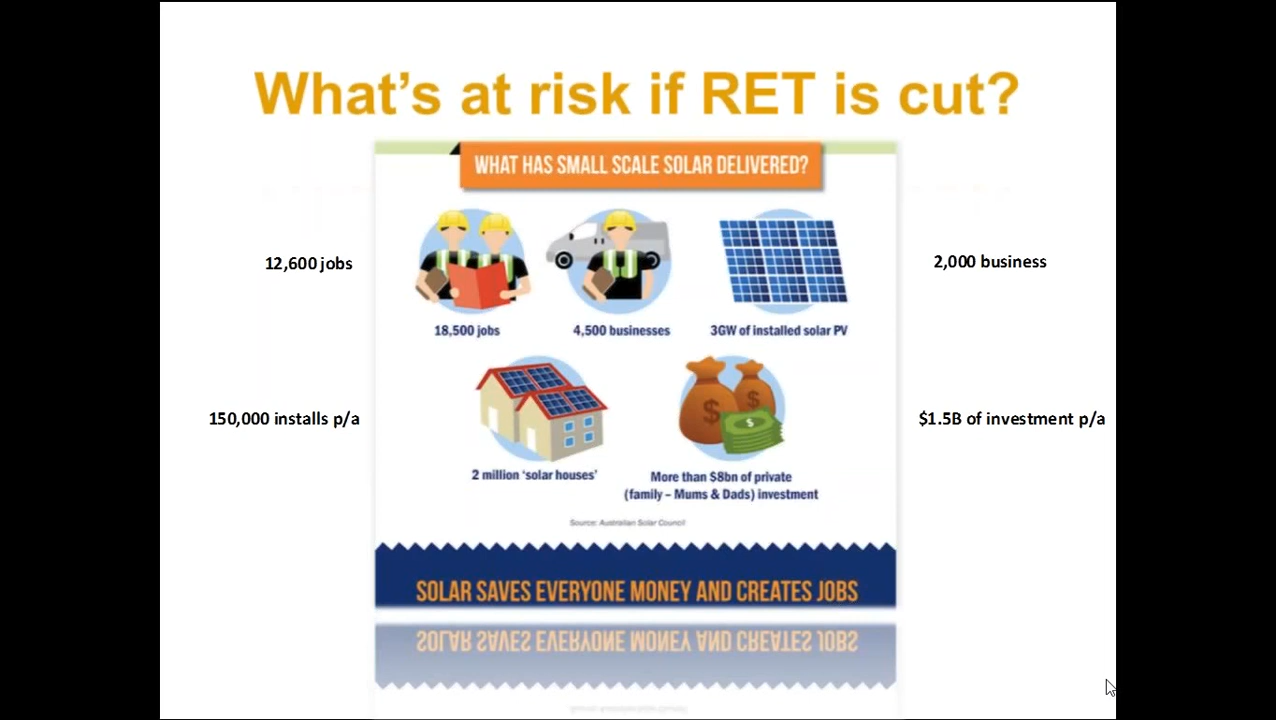 What's at risk if RET is cut?
WHAT HAS SMALL SCALE SOLAR DELIVERED?
12,600 jobs
2,000 business
18,500 jobs
4,500 businesses
3GW of installed solar PV
150,000 installs p/a
$1.5B of investment p/a
$
$
$
2 million 'solar houses'
More than $8bn of private
(family – Mums & Dads) investment
Source: Australian Solar Council
SOLAR SAVES EVERYONE MONEY AND CREATES JOBS
SOLAR SAVES EVERYONE MONEY AND CREATES JOBS